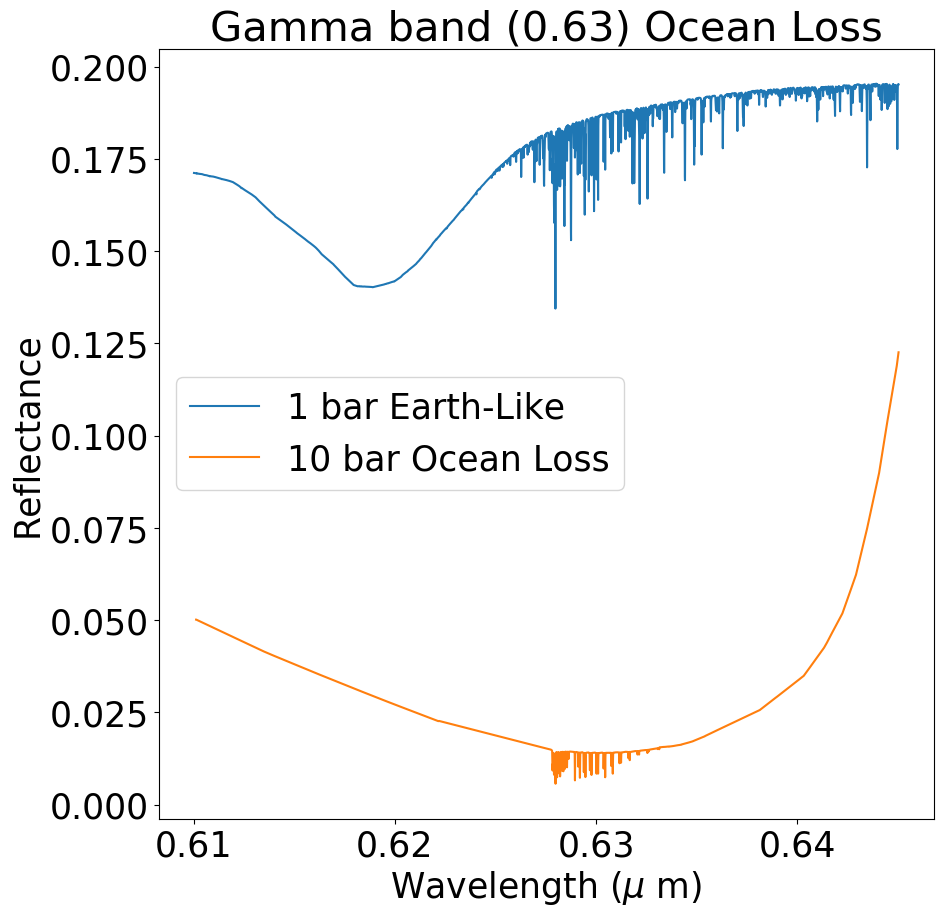 Gamma band (0.63) Ocean Loss
0.200
0.175
0.150
0.125
0.100
0.075
0.050
0.025
0.000
Reflectance
1 bar Earth-Like
10 bar Ocean Loss
0.61 0.62 0.63 0.64
Wavelength (μ m)